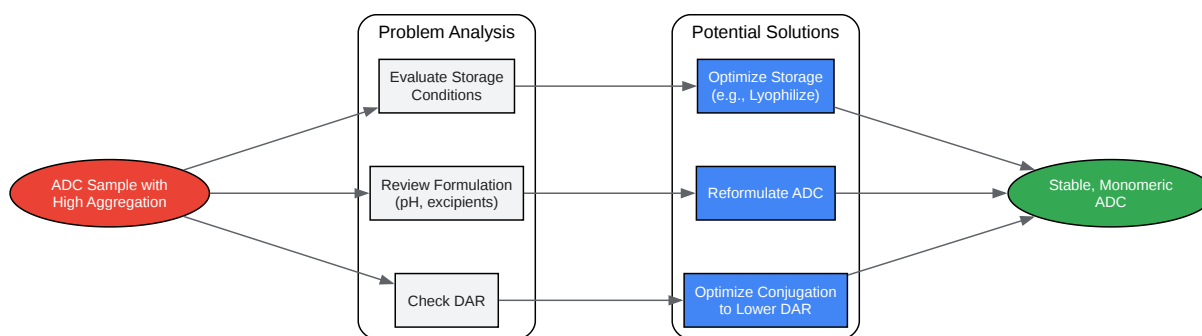 Problem Analysis
Potential Solutions
Evaluate Storage
Conditions
Optimize Storage
(e.g., Lyophilize)
ADC Sample with
High Aggregation
Review Formulation
(pH, excipients)
Reformulate ADC
Stable, Monomeric
ADC
Check DAR
Optimize Conjugation
to Lower DAR